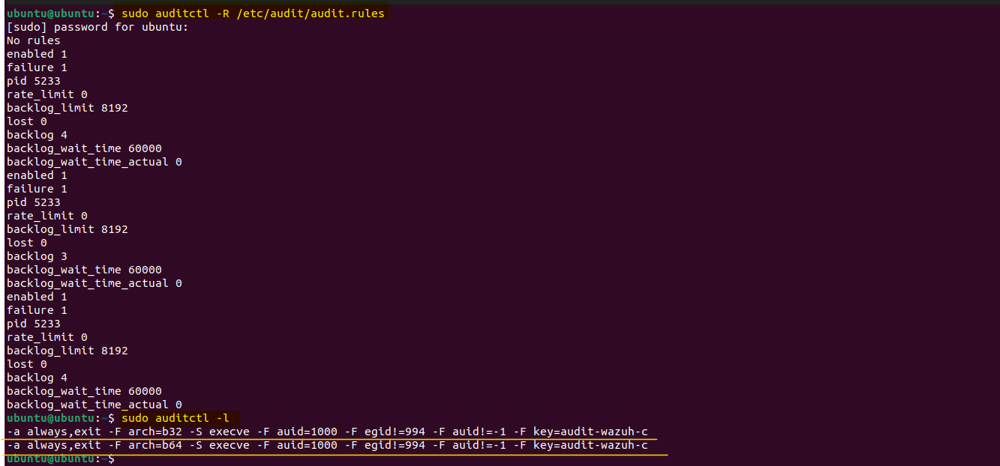 ubuntu@ubuntu:~$ sudo auditctl -R /etc/audit/audit.rules
[sudo] password for ubuntu:
No rules
enabled 1
failure 1
pid 5233
rate_limit 0
backlog_limit 8192
lost 0
backlog 4
backlog_wait_time 60000
backlog_wait_time_actual 0
enabled 1
failure 1
pid 5233
rate_limit 0
backlog_limit 8192
lost 0
backlog 3
backlog_wait_time 60000
backlog_wait_time_actual 0
enabled 1
failure 1
pid 5233
rate_limit 0
backlog_limit 8192
lost 0
backlog 4
backlog_wait_time 60000
backlog_wait_time_actual 0
ubuntu@ubuntu:~$ sudo auditctl -l
-a always,exit -F arch=b32 -S execve -F auid=1000 -F egid!=994 -F auid!=-1 -F key=audit-wazuh-c
-a always,exit -F arch=b64 -S execve -F auid=1000 -F egid!=994 -F auid!=-1 -F key=audit-wazuh-c
ubuntu@ubuntu:~$